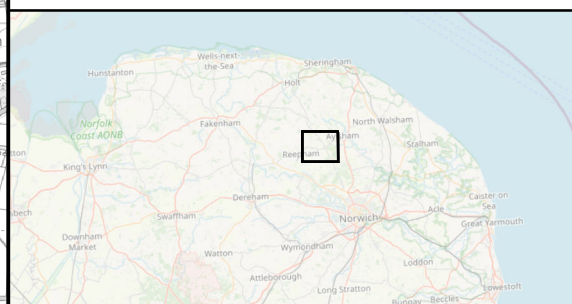 Wells-next
the-Sea
Sheringham
Hunstanton
Holt
Norfolk
Coast AONB
Fakenham
North Walsham
Aylsham
Stalham
Reepham
King's Lynn
Dereham
Caister on
Sea
Swaffham
Acle
Great Yarmouth
Norwich
Downham
Market
Watton
Wymondham
Loddon
Attleborough
Long Stratton
Lowestoft
Bungay
Beccles